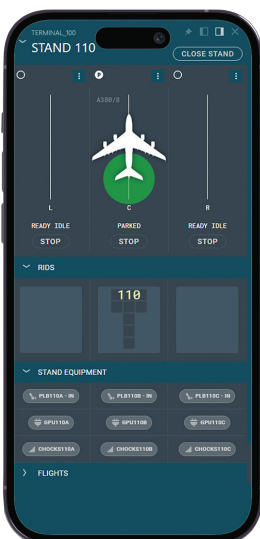 TERMINAL_100
STAND 110
CLOSE STAND
P
A380/8
L
C
R
READY IDLE
PARKED
READY IDLE
STOP
STOP
STOP
RIDS
110
STAND EQUIPMENT
PLB110A - IN
PLB110B - IN
PLB110C - IN
GPU110A
GPU110B
GPU110C
CHOCKS110A
CHOCKS110B
CHOCKS110C
FLIGHTS